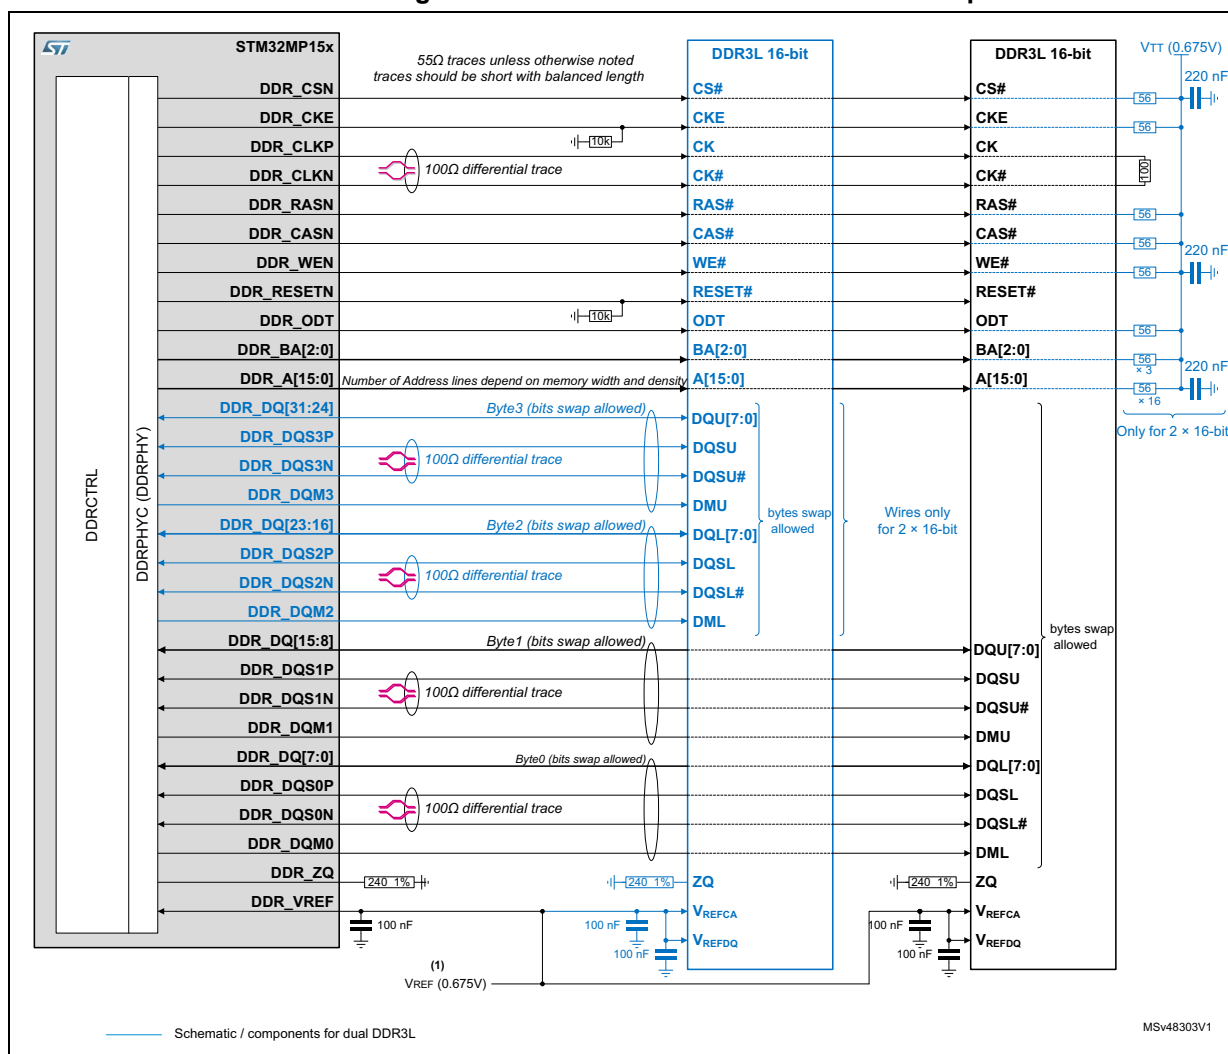 STM32MP15x
55Ω traces unless otherwise noted
traces should be short with balanced length
DDR3L 16-bit
DDR3L 16-bit
VTT (0.675V)
220 nF
DDR_CSN
CS#
CS#
56
DDR_CKE
10k
CKE
CKE
56
DDR_CLKP
CK
CK
100Ω differential trace
100
DDR_CLKN
CK#
CK#
DDR_RASN
RAS#
RAS#
56
DDR_CASN
CAS#
CAS#
56
220 nF
DDR_WEN
WE#
WE#
56
DDR_RESETN
10k
RESET#
RESET#
DDR_ODT
ODT
ODT
56
DDR_BA[2:0]
BA[2:0]
BA[2:0]
56
× 3
220 nF
DDR_A[15:0]
Number of Address lines depend on memory width and density
A[15:0]
A[15:0]
56
× 16
Only for 2 × 16-bit
DDRCTRL
DDRPHYC (DDRPHY)
DDR_DQ[31:24]
Byte3 (bits swap allowed)
DQU[7:0]
DDR_DQS3P
DQSU
100Ω differential trace
DDR_DQS3N
DQSU#
DDR_DQM3
DMU
DDR_DQ[23:16]
Byte2 (bits swap allowed)
DQL[7:0]
bytes swap
allowed
Wires only
for 2 × 16-bit
DDR_DQS2P
DQSL
100Ω differential trace
DDR_DQS2N
DQSL#
DDR_DQM2
DML
DDR_DQ[15:8]
Byte1 (bits swap allowed)
DQU[7:0]
bytes swap
allowed
DDR_DQS1P
DQSU
100Ω differential trace
DDR_DQS1N
DQSU#
DDR_DQM1
DMU
DDR_DQ[7:0]
Byte0 (bits swap allowed)
DQL[7:0]
DDR_DQS0P
DQSL
100Ω differential trace
DDR_DQS0N
DQSL#
DDR_DQM0
DML
DDR_ZQ
240 1%
240 1%
ZQ
240 1%
ZQ
DDR_VREF
100 nF
100 nF
VREFCA
100 nF
VREFCA
100 nF
VREFDQ
100 nF
VREFDQ
(1)
VREF (0.675V)
Schematic / components for dual DDR3L
MSv48303V1